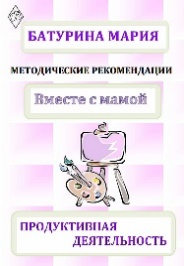 БАТУРИНА МАРИЯ
МЕТОДИЧЕСКИЕ РЕКОМЕНДАЦИИ
Вместе с мамой
ПРОДУКТИВНАЯ
ДЕЯТЕЛЬНОСТЬ